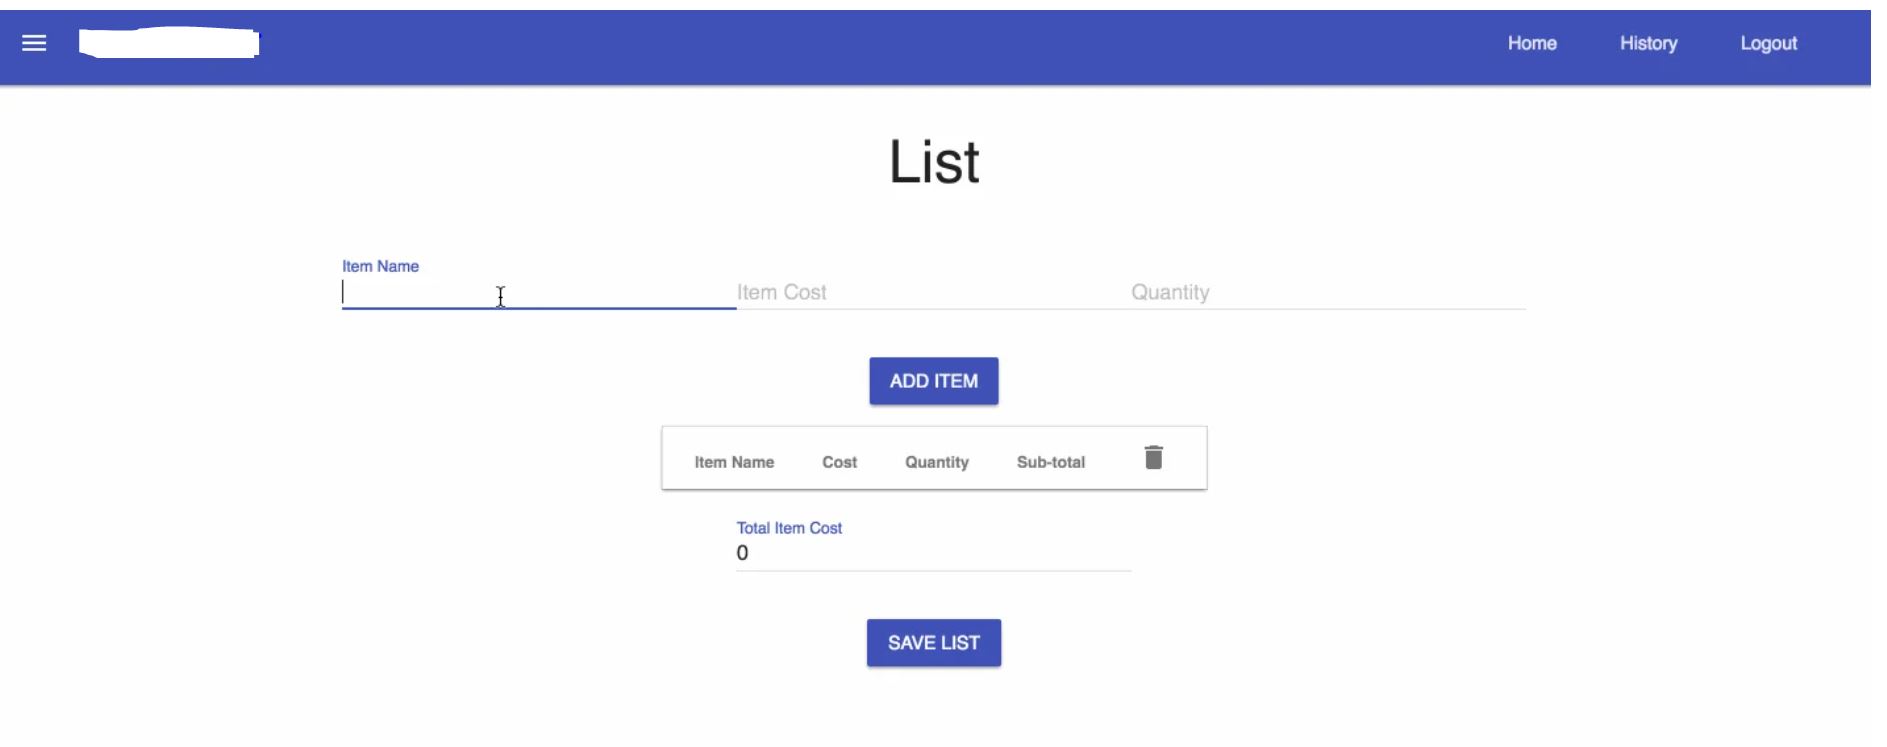 Home History Logout
List
Item Name
Item Cost Quantity
ADD ITEM
Item Name Cost Quantity Sub-total
Total Item Cost
0
SAVE LIST